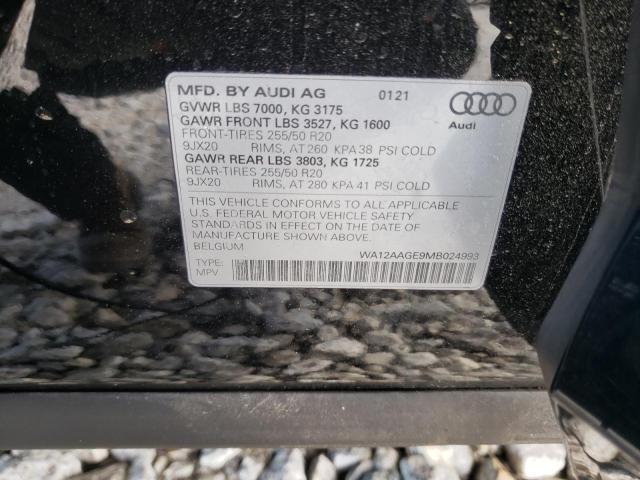 MFD. BY AUDI AG 0121
GVWR LBS 7000, KG 3175
GAWR FRONT LBS 3527, KG 1600
FRONT-TIRES 255/50 R20
9JX20 RIMS, AT 260 KPA 38 PSI COLD
GAWR REAR LBS 3803, KG 1725
REAR-TIRES 255/50 R20
9JX20 RIMS, AT 280 KPA 41 PSI COLD
Audi
THIS VEHICLE CONFORMS TO ALL APPLICABLE
U.S. FEDERAL MOTOR VEHICLE SAFETY
STANDARDS IN EFFECT ON THE DATE OF
MANUFACTURE SHOWN ABOVE.
BELGIUM
WA12AAGE9MB024993
TYPE:
MPV